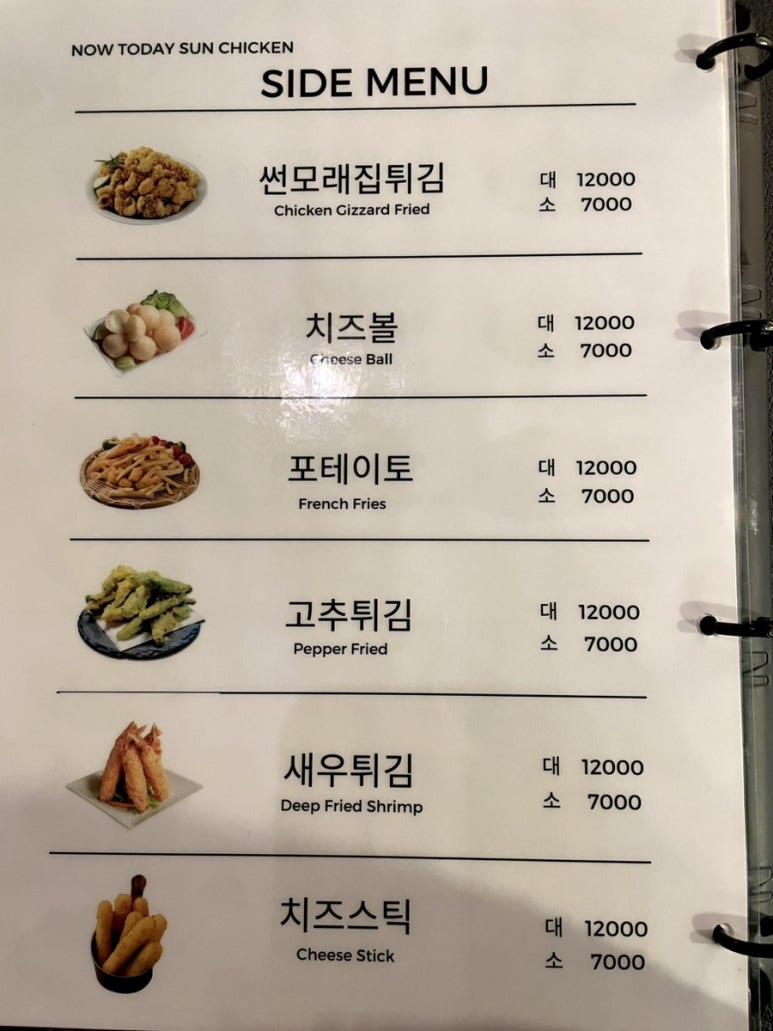 NOW TODAY SUN CHICKEN
SIDE MENU
썬모래집튀김
Chicken Gizzard Fried
대 12000
소 7000
치즈볼
Cheese Ball
대 12000
소 7000
포테이토
French Fries
대 12000
소 7000
고추튀김
Pepper Fried
대 12000
소 7000
새우튀김
Deep Fried Shrimp
대 12000
소 7000
치즈스틱
Cheese Stick
대 12000
소 7000